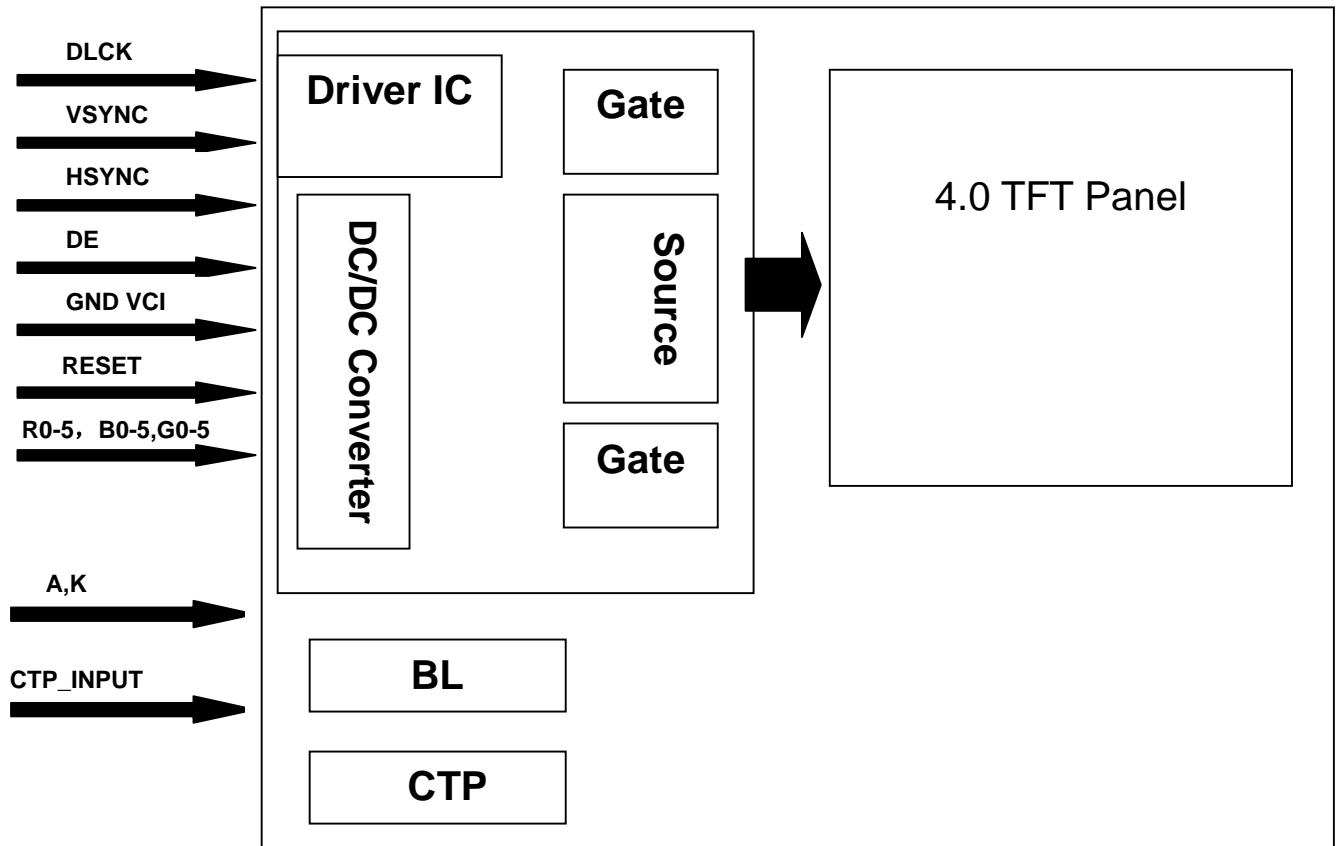 DLCK
VSYNC
HSYNC
DE
GND VCI
RESET
R0-5，B0-5,G0-5
A,K
CTP_INPUT
Driver IC
DC/DC Converter
Gate
Source
Gate
BL
CTP
4.0 TFT Panel